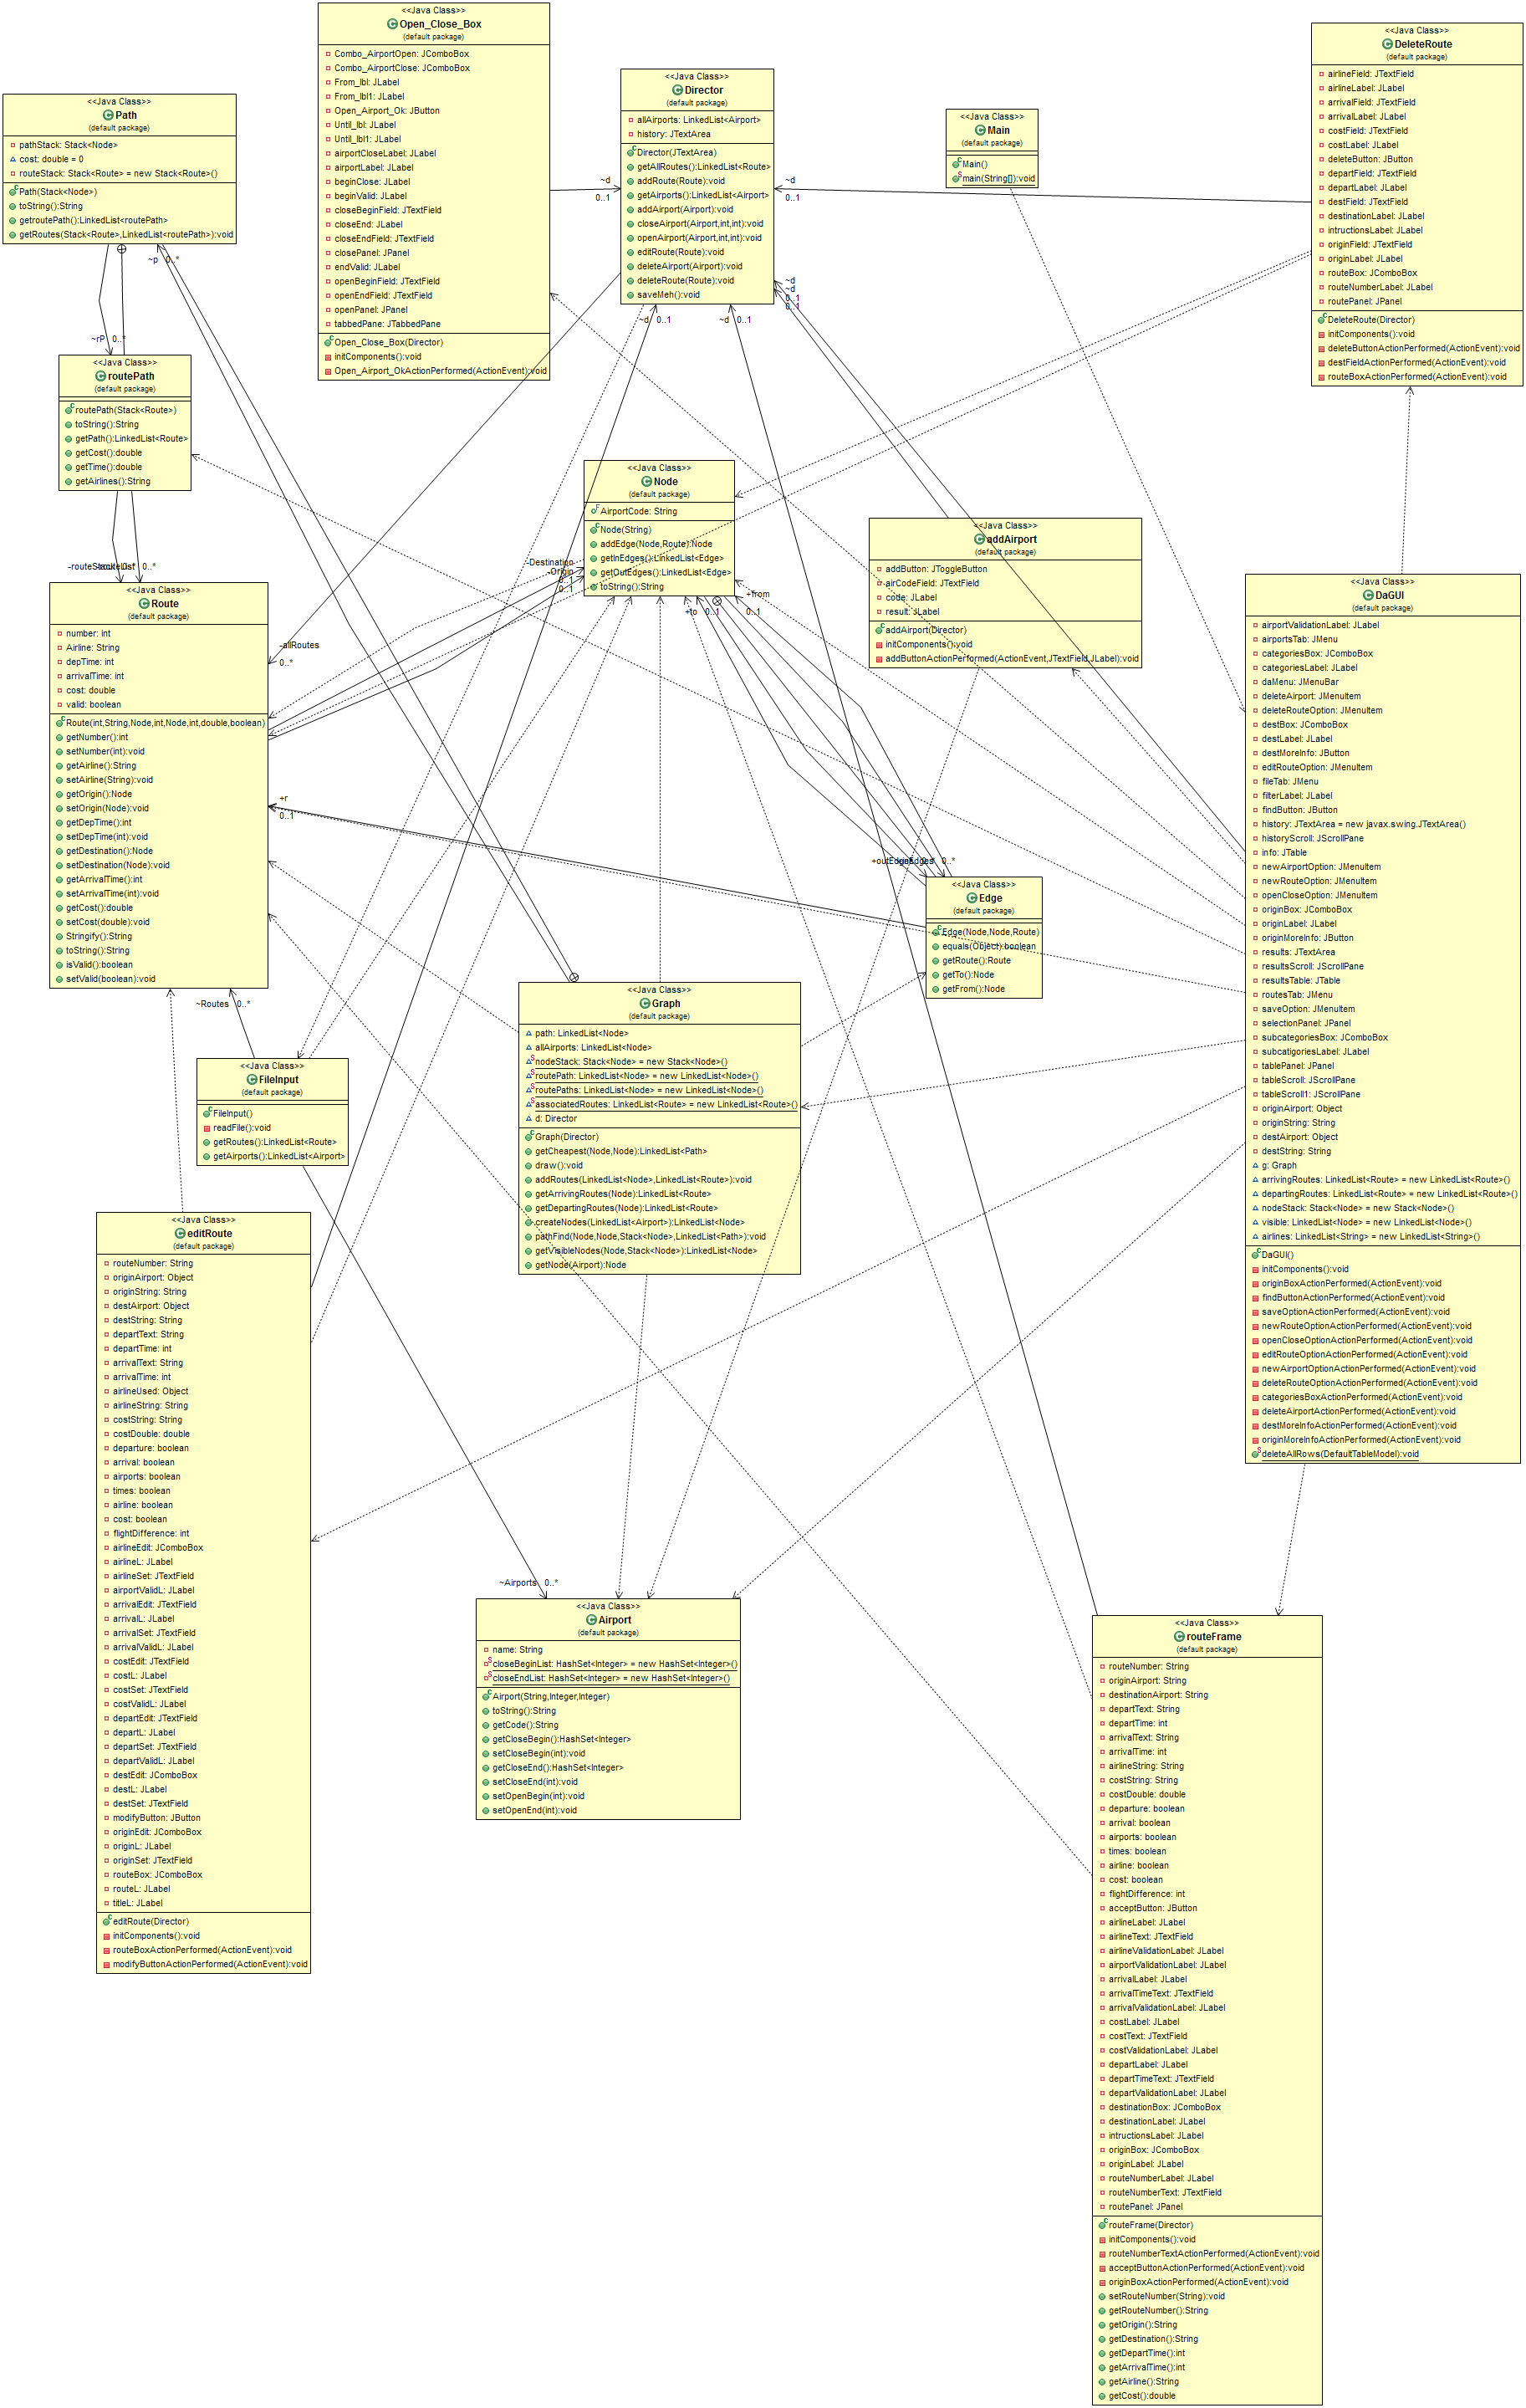 <<Java Class>>
Open_Close_Box
(default package)
Combo_AirportOpen: JComboBox
Combo_AirportClose: JComboBox
From_lbl: JLabel
From_lbl1: JLabel
Open_Airport_Ok: JButton
Until_lbl: JLabel
Until_lbl1: JLabel
airportCloseLabel: JLabel
airportLabel: JLabel
beginClose: JLabel
beginValid: JLabel
closeBeginField: JTextField
closeEnd: JLabel
closeEndField: JTextField
closePanel: JPanel
endValid: JLabel
openBeginField: JTextField
openEndField: JTextField
openPanel: JPanel
tabbedPane: JTabbedPane
Open_Close_Box(Director)
initComponents():void
Open_Airport_OkActionPerformed(ActionEvent):void
<<Java Class>>
DeleteRoute
(default package)
airlineField: JTextField
airlineLabel: JLabel
arrivalField: JTextField
arrivalLabel: JLabel
costField: JTextField
costLabel: JLabel
deleteButton: JButton
departField: JTextField
departLabel: JLabel
destField: JTextField
destinationLabel: JLabel
intructionsLabel: JLabel
originField: JTextField
originLabel: JLabel
routeBox: JComboBox
routeNumberLabel: JLabel
routePanel: JPanel
DeleteRoute(Director)
initComponents():void
deleteButtonActionPerformed(ActionEvent):void
destFieldActionPerformed(ActionEvent):void
routeBoxActionPerformed(ActionEvent):void
<<Java Class>>
Director
(default package)
allAirports: LinkedList<Airport>
history: JTextArea
Director(JTextArea)
getAllRoutes():LinkedList<Route>
addRoute(Route):void
getAirports():LinkedList<Airport>
addAirport(Airport):void
closeAirport(Airport,int,int):void
openAirport(Airport,int,int):void
editRoute(Route):void
deleteAirport(Airport):void
deleteRoute(Route):void
saveMeh():void
<<Java Class>>
Path
(default package)
pathStack: Stack<Node>
cost: double = 0
routeStack: Stack<Route> = new Stack<Route>()
Path(Stack<Node>)
toString():String
getroutePath():LinkedList<routePath>
getRoutes(Stack<Route>,LinkedList<routePath>):void
<<Java Class>>
Main
(default package)
Main()
main(String[]):void
~d
0..1
~d
0..1
~p 0..*
~d
~d
0..1
0..1
~d 0..1
~d 0..1
~rP 0..*
<<Java Class>>
routePath
(default package)
routePath(Stack<Route>)
toString():String
getPath():LinkedList<Route>
getCost():double
getTime():double
getAirlines():String
<<Java Class>>
Node
(default package)
AirportCode: String
Node(String)
addEdge(Node,Route):Node
getInEdges():LinkedList<Edge>
getOutEdges():LinkedList<Edge>
toString():String
-Destination
-Origin
0..1
0..1
+to 0..1
+from
0..1
<<Java Class>>
addAirport
(default package)
addButton: JToggleButton
airCodeField: JTextField
code: JLabel
result: JLabel
addAirport(Director)
initComponents():void
addButtonActionPerformed(ActionEvent,JTextField,JLabel):void
0..*
<<Java Class>>
Route
(default package)
number: int
Airline: String
depTime: int
arrivalTime: int
cost: double
valid: boolean
Route(int,String,Node,int,Node,int,double,boolean)
getNumber():int
setNumber(int):void
getAirline():String
setAirline(String):void
getOrigin():Node
setOrigin(Node):void
getDepTime():int
setDepTime(int):void
getDestination():Node
setDestination(Node):void
getArrivalTime():int
setArrivalTime(int):void
getCost():double
setCost(double):void
Stringify():String
toString():String
isValid():boolean
setValid(boolean):void
-allRoutes
0..*
+r
0..1
<<Java Class>>
DaGUI
(default package)
airportValidationLabel: JLabel
airportsTab: JMenu
categoriesBox: JComboBox
categoriesLabel: JLabel
daMenu: JMenuBar
deleteAirport: JMenuItem
deleteRouteOption: JMenuItem
destBox: JComboBox
destLabel: JLabel
destMoreInfo: JButton
editRouteOption: JMenuItem
fileTab: JMenu
filterLabel: JLabel
findButton: JButton
history: JTextArea = new javax.swing.JTextArea()
historyScroll: JScrollPane
info: JTable
newAirportOption: JMenuItem
newRouteOption: JMenuItem
openCloseOption: JMenuItem
originBox: JComboBox
originLabel: JLabel
originMoreInfo: JButton
results: JTextArea
resultsScroll: JScrollPane
resultsTable: JTable
routesTab: JMenu
saveOption: JMenuItem
selectionPanel: JPanel
subcategoriesBox: JComboBox
subcatigoriesLabel: JLabel
tablePanel: JPanel
tableScroll: JScrollPane
tableScroll1: JScrollPane
originAirport: Object
originString: String
destAirport: Object
destString: String
g: Graph
arrivingRoutes: LinkedList<Route> = new LinkedList<Route>()
departingRoutes: LinkedList<Route> = new LinkedList<Route>()
nodeStack: Stack<Node> = new Stack<Node>()
visible: LinkedList<Node> = new LinkedList<Node>()
airlines: LinkedList<String> = new LinkedList<String>()
DaGUI()
initComponents():void
originBoxActionPerformed(ActionEvent):void
findButtonActionPerformed(ActionEvent):void
saveOptionActionPerformed(ActionEvent):void
newRouteOptionActionPerformed(ActionEvent):void
openCloseOptionActionPerformed(ActionEvent):void
editRouteOptionActionPerformed(ActionEvent):void
newAirportOptionActionPerformed(ActionEvent):void
deleteRouteOptionActionPerformed(ActionEvent):void
categoriesBoxActionPerformed(ActionEvent):void
deleteAirportActionPerformed(ActionEvent):void
destMoreInfoActionPerformed(ActionEvent):void
originMoreInfoActionPerformed(ActionEvent):void
deleteAllRows(DefaultTableModel):void
0..*
<<Java Class>>
Edge
(default package)
Edge(Node,Node,Route)
equals(Object):boolean
getRoute():Route
getTo():Node
getFrom():Node
~Routes 0..*
<<Java Class>>
Graph
(default package)
path: LinkedList<Node>
allAirports: LinkedList<Node>
nodeStack: Stack<Node> = new Stack<Node>()
routePath: LinkedList<Node> = new LinkedList<Node>()
routePaths: LinkedList<Node> = new LinkedList<Node>()
associatedRoutes: LinkedList<Route> = new LinkedList<Route>()
d: Director
Graph(Director)
getCheapest(Node,Node):LinkedList<Path>
draw():void
addRoutes(LinkedList<Node>,LinkedList<Route>):void
getArrivingRoutes(Node):LinkedList<Route>
getDepartingRoutes(Node):LinkedList<Route>
createNodes(LinkedList<Airport>):LinkedList<Node>
pathFind(Node,Node,Stack<Node>,LinkedList<Path>):void
getVisibleNodes(Node,Stack<Node>):LinkedList<Node>
getNode(Airport):Node
<<Java Class>>
FileInput
(default package)
FileInput()
readFile():void
getRoutes():LinkedList<Route>
getAirports():LinkedList<Airport>
<<Java Class>>
editRoute
(default package)
routeNumber: String
originAirport: Object
originString: String
destAirport: Object
destString: String
departText: String
departTime: int
arrivalText: String
arrivalTime: int
airlineUsed: Object
airlineString: String
costString: String
costDouble: double
departure: boolean
arrival: boolean
airports: boolean
times: boolean
airline: boolean
cost: boolean
flightDifference: int
airlineEdit: JComboBox
airlineL: JLabel
airlineSet: JTextField
airportValidL: JLabel
arrivalEdit: JTextField
arrivalL: JLabel
arrivalSet: JTextField
arrivalValidL: JLabel
costEdit: JTextField
costL: JLabel
costSet: JTextField
costValidL: JLabel
departEdit: JTextField
departL: JLabel
departSet: JTextField
departValidL: JLabel
destEdit: JComboBox
destL: JLabel
destSet: JTextField
modifyButton: JButton
originEdit: JComboBox
originL: JLabel
originSet: JTextField
routeBox: JComboBox
routeL: JLabel
titleL: JLabel
editRoute(Director)
initComponents():void
routeBoxActionPerformed(ActionEvent):void
modifyButtonActionPerformed(ActionEvent):void
~Airports 0..*
<<Java Class>>
Airport
(default package)
name: String
closeBeginList: HashSet<Integer> = new HashSet<Integer>()
closeEndList: HashSet<Integer> = new HashSet<Integer>()
Airport(String,Integer,Integer)
toString():String
getCode():String
getCloseBegin():HashSet<Integer>
setCloseBegin(int):void
getCloseEnd():HashSet<Integer>
setCloseEnd(int):void
setOpenBegin(int):void
setOpenEnd(int):void
<<Java Class>>
routeFrame
(default package)
routeNumber: String
originAirport: String
destinationAirport: String
departText: String
departTime: int
arrivalText: String
arrivalTime: int
airlineString: String
costString: String
costDouble: double
departure: boolean
arrival: boolean
airports: boolean
times: boolean
airline: boolean
cost: boolean
flightDifference: int
acceptButton: JButton
airlineLabel: JLabel
airlineText: JTextField
airlineValidationLabel: JLabel
airportValidationLabel: JLabel
arrivalLabel: JLabel
arrivalTimeText: JTextField
arrivalValidationLabel: JLabel
costLabel: JLabel
costText: JTextField
costValidationLabel: JLabel
departLabel: JLabel
departTimeText: JTextField
departValidationLabel: JLabel
destinationBox: JComboBox
destinationLabel: JLabel
intructionsLabel: JLabel
originBox: JComboBox
originLabel: JLabel
routeNumberLabel: JLabel
routeNumberText: JTextField
routePanel: JPanel
routeFrame(Director)
initComponents():void
routeNumberTextActionPerformed(ActionEvent):void
acceptButtonActionPerformed(ActionEvent):void
originBoxActionPerformed(ActionEvent):void
setRouteNumber(String):void
getRouteNumber():String
getOrigin():String
getDestination():String
getDepartTime():int
getArrivalTime():int
getAirline():String
getCost():double